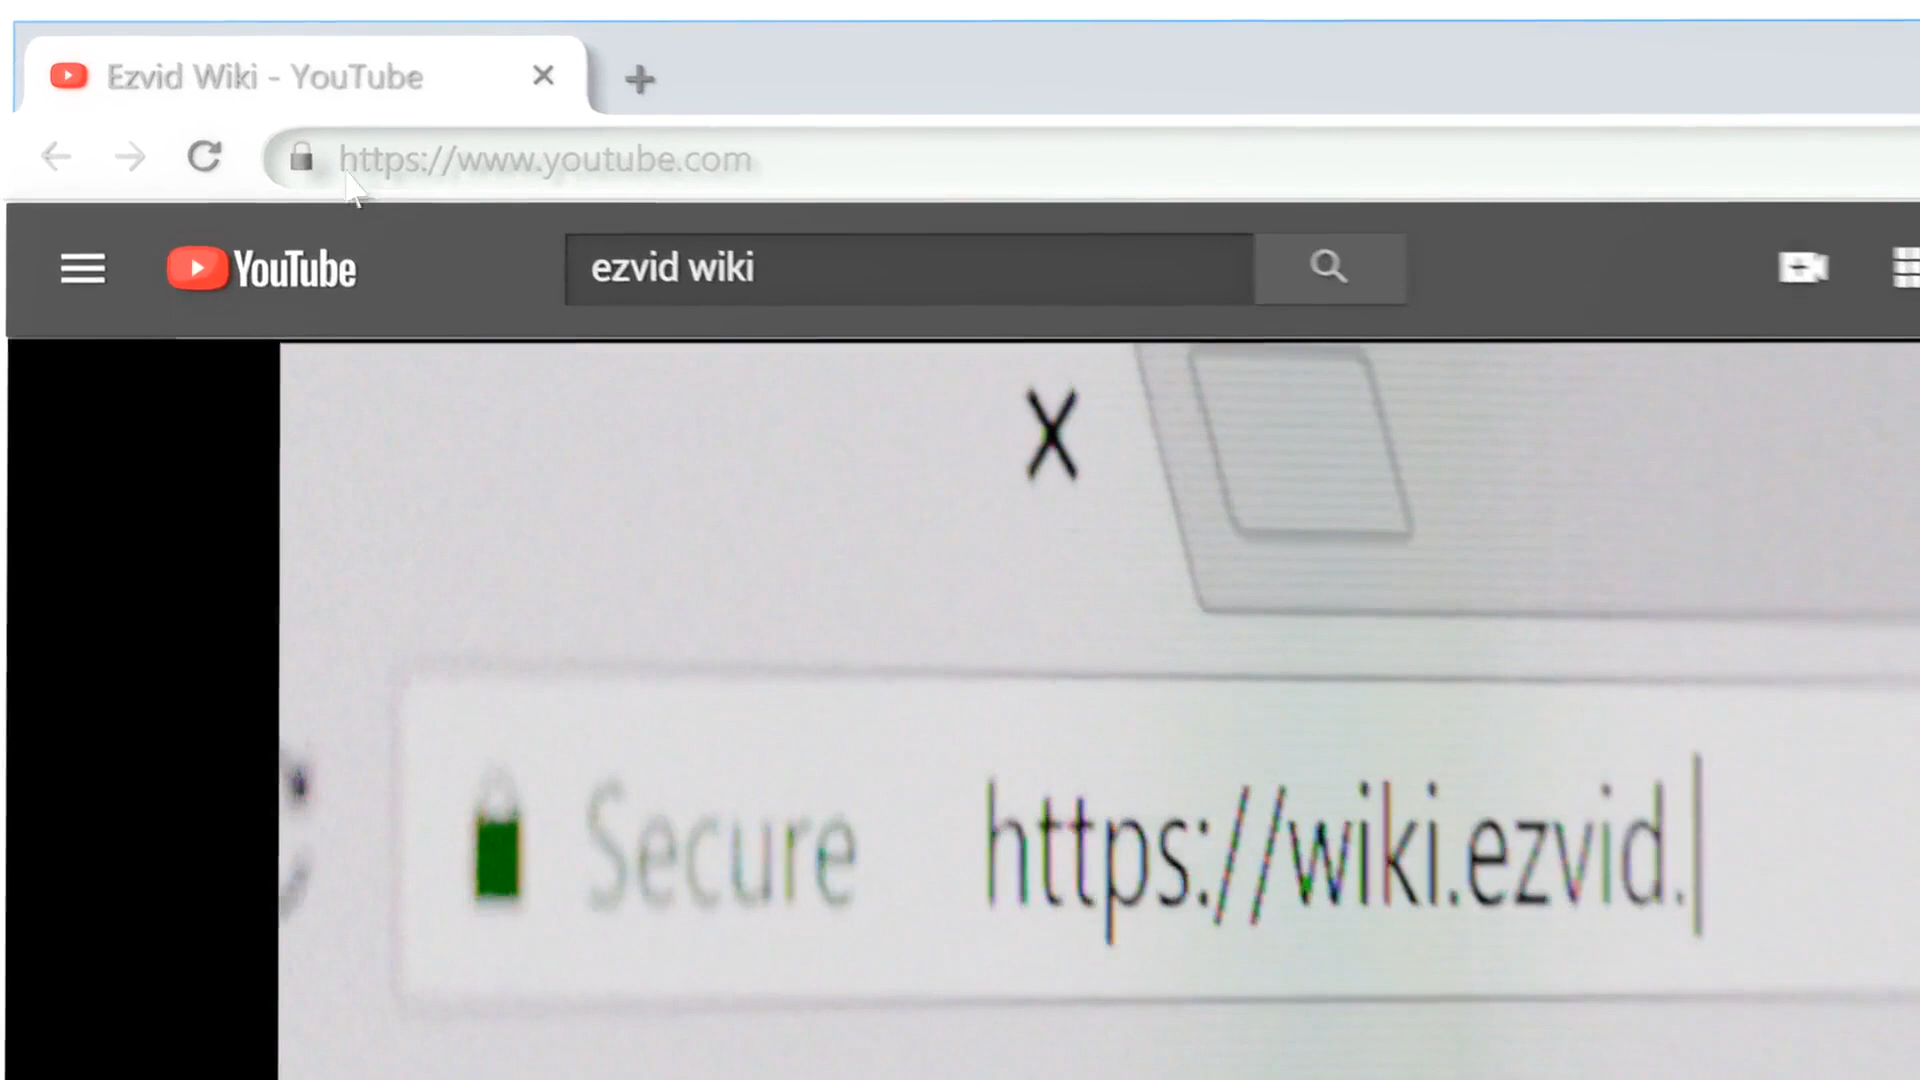 Ezvid Wiki - YouTube
https://www.youtube.com
YouTube
ezvid wiki
X
Secure https://wiki.ezvid.